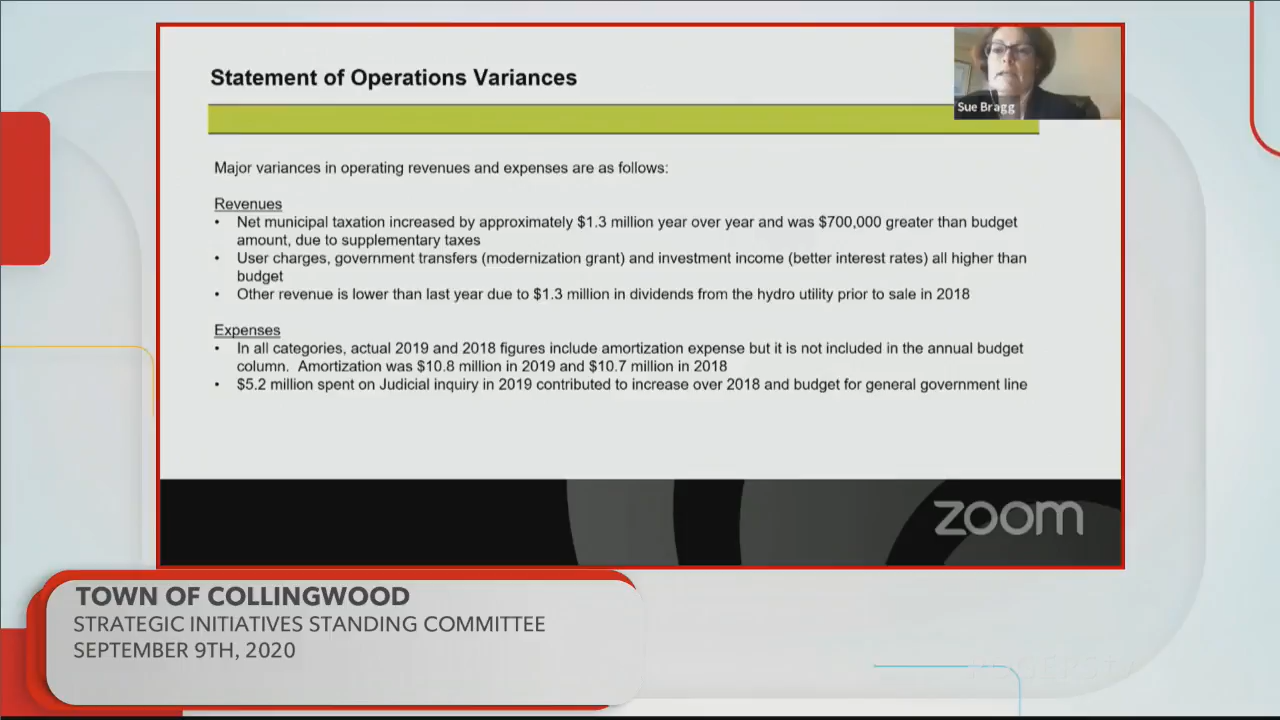 Statement of Operations Variances
Sue Bragg
Major variances in operating revenues and expenses are as follows:
Revenues
• Net municipal taxation increased by approximately $1.3 million year over year and was $700,000 greater than budget
amount, due to supplementary taxes
• User charges, government transfers (modernization grant) and investment income (better interest rates) all higher than
budget
• Other revenue is lower than last year due to $1.3 million in dividends from the hydro utility prior to sale in 2018
Expenses
• In all categories, actual 2019 and 2018 figures include amortization expense but it is not included in the annual budget
column. Amortization was $10.8 million in 2019 and $10.7 million in 2018
• $5.2 million spent on Judicial inquiry in 2019 contributed to increase over 2018 and budget for general government line
zoom
TOWN OF COLLINGWOOD
STRATEGIC INITIATIVES STANDING COMMITTEE
SEPTEMBER 9TH, 2020